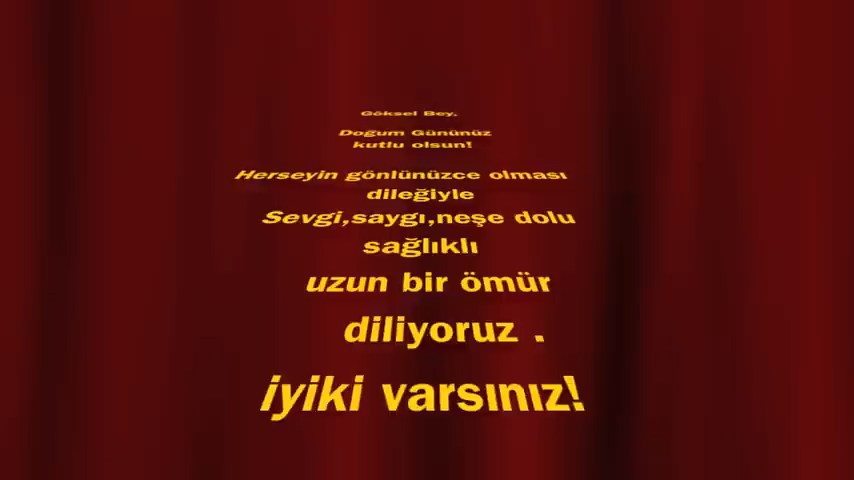 Göksel Bey,
Dogum Gününüz
kutlu olsun!
Herseyin gönlünüzce olması
dileğiyle
Sevgi,saygı,neşe dolu
sağlıklı
uzun bir ömür
diliyoruz .
iyiki varsınız!